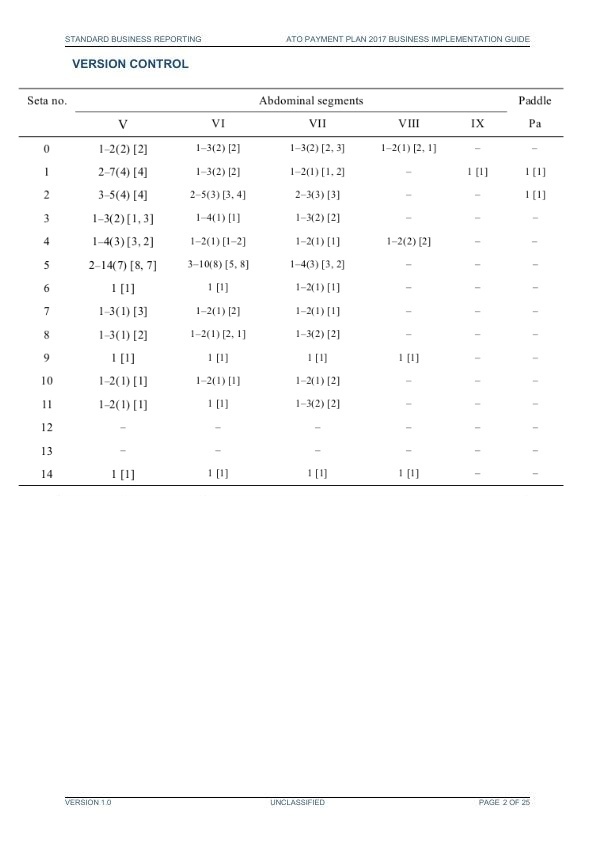 STANDARD BUSINESS REPORTING ATO PAYMENT PLAN 2017 BUSINESS IMPLEMENTATION GUIDE
VERSION CONTROL
Seta no. Abdominal segments Paddle
V VI VII VIII IX Pa
0 1–2(2) [2] 1–3(2) [2] 1–3(2) [2, 3] 1–2(1) [2, 1] – –
1 2–7(4) [4] 1–3(2) [2] 1–2(1) [1, 2] – 1 [1] 1 [1]
2 3–5(4) [4] 2–5(3) [3, 4] 2–3(3) [3] – – 1 [1]
3 1–3(2) [1, 3] 1–4(1) [1] 1–3(2) [2] – – –
4 1–4(3) [3, 2] 1–2(1) [1–2] 1–2(1) [1] 1–2(2) [2] – –
5 2–14(7) [8, 7] 3–10(8) [5, 8] 1–4(3) [3, 2] – – –
6 1 [1] 1 [1] 1–2(1) [1] – – –
7 1–3(1) [3] 1–2(1) [2] 1–2(1) [1] – – –
8 1–3(1) [2] 1–2(1) [2, 1] 1–3(2) [2] – – –
9 1 [1] 1 [1] 1 [1] 1 [1] – –
10 1–2(1) [1] 1–2(1) [1] 1–2(1) [2] – – –
11 1–2(1) [1] 1 [1] 1–3(2) [2] – – –
12 – – – – – –
13 – – – – – –
14 1 [1] 1 [1] 1 [1] 1 [1] – –
VERSION 1.0 UNCLASSIFIED PAGE 2 OF 25